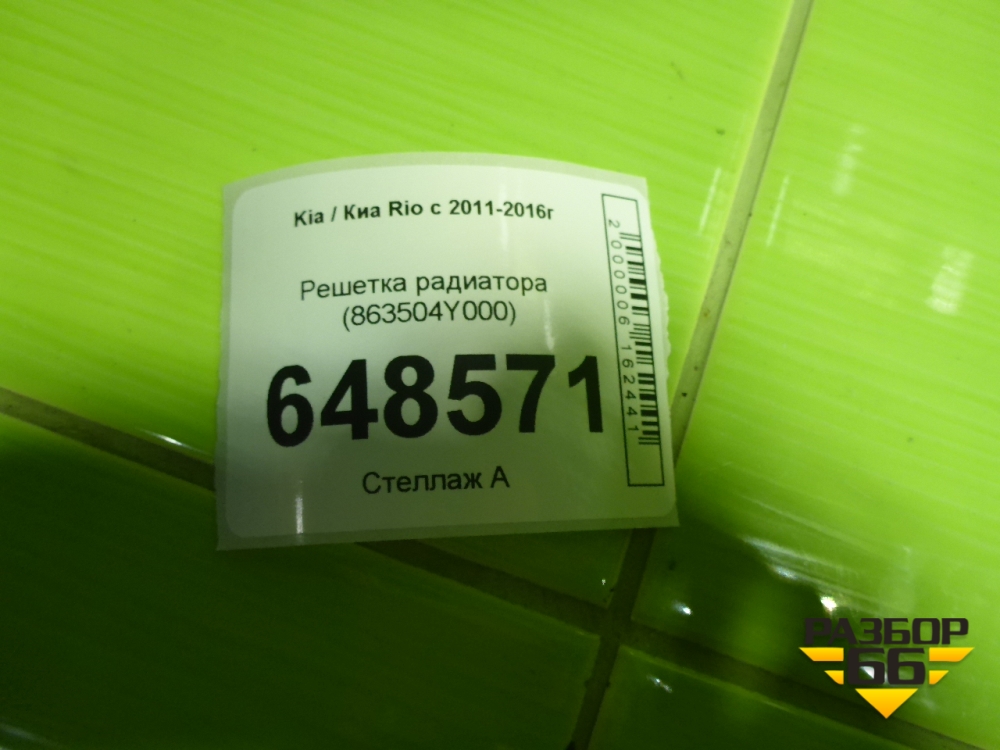 Kia / Киа Rio с 2011-2016г
Решетка радиатора
(863504Y000)
648571
Стеллаж А
2000006162441
РАЗБОР
66